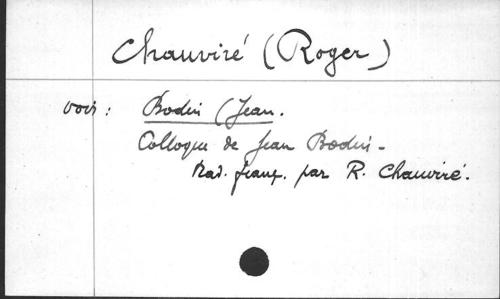 Chauviré (Roger)
voir : Bodin (Jean.
Colloque de Jean Bodin -
trad. franç. par R. Chauviré.